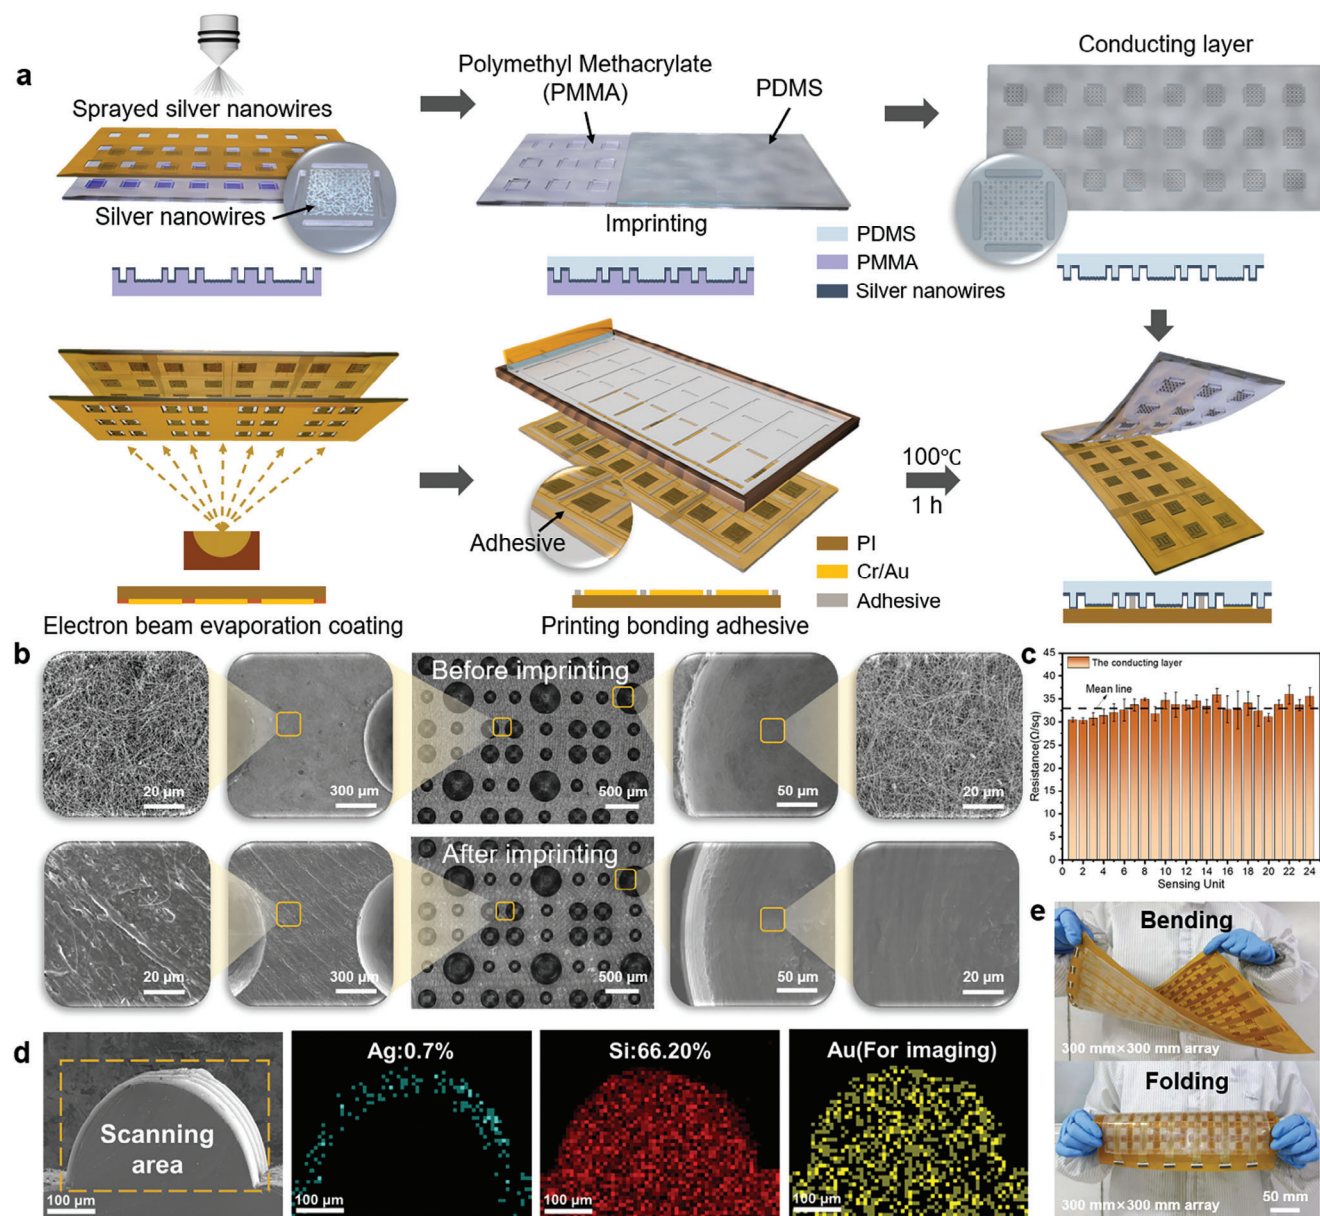 a
Sprayed silver nanowires
Silver nanowires
Polymethyl Methacrylate
(PMMA)
PDMS
Imprinting
Conducting layer
PDMS
PMMA
Silver nanowires
Electron beam evaporation coating
Adhesive
Printing bonding adhesive
100℃
1 h
PI
Cr/Au
Adhesive
b
20 μm
300 μm
Before imprinting
500 μm
50 μm
20 μm
20 μm
300 μm
After imprinting
500 μm
50 μm
20 μm
c
Resistance(Ω/sq)
45
40
35
30
25
20
15
10
5
0
The conducting layer
Mean line
0 2 4 6 8 10 12 14 16 18 20 22 24
Sensing Unit
d
Scanning
area
100 μm
Ag:0.7%
100 μm
Si:66.20%
100 μm
Au(For imaging)
100 μm
e
Bending
300 mm×300 mm array
Folding
300 mm×300 mm array
50 mm